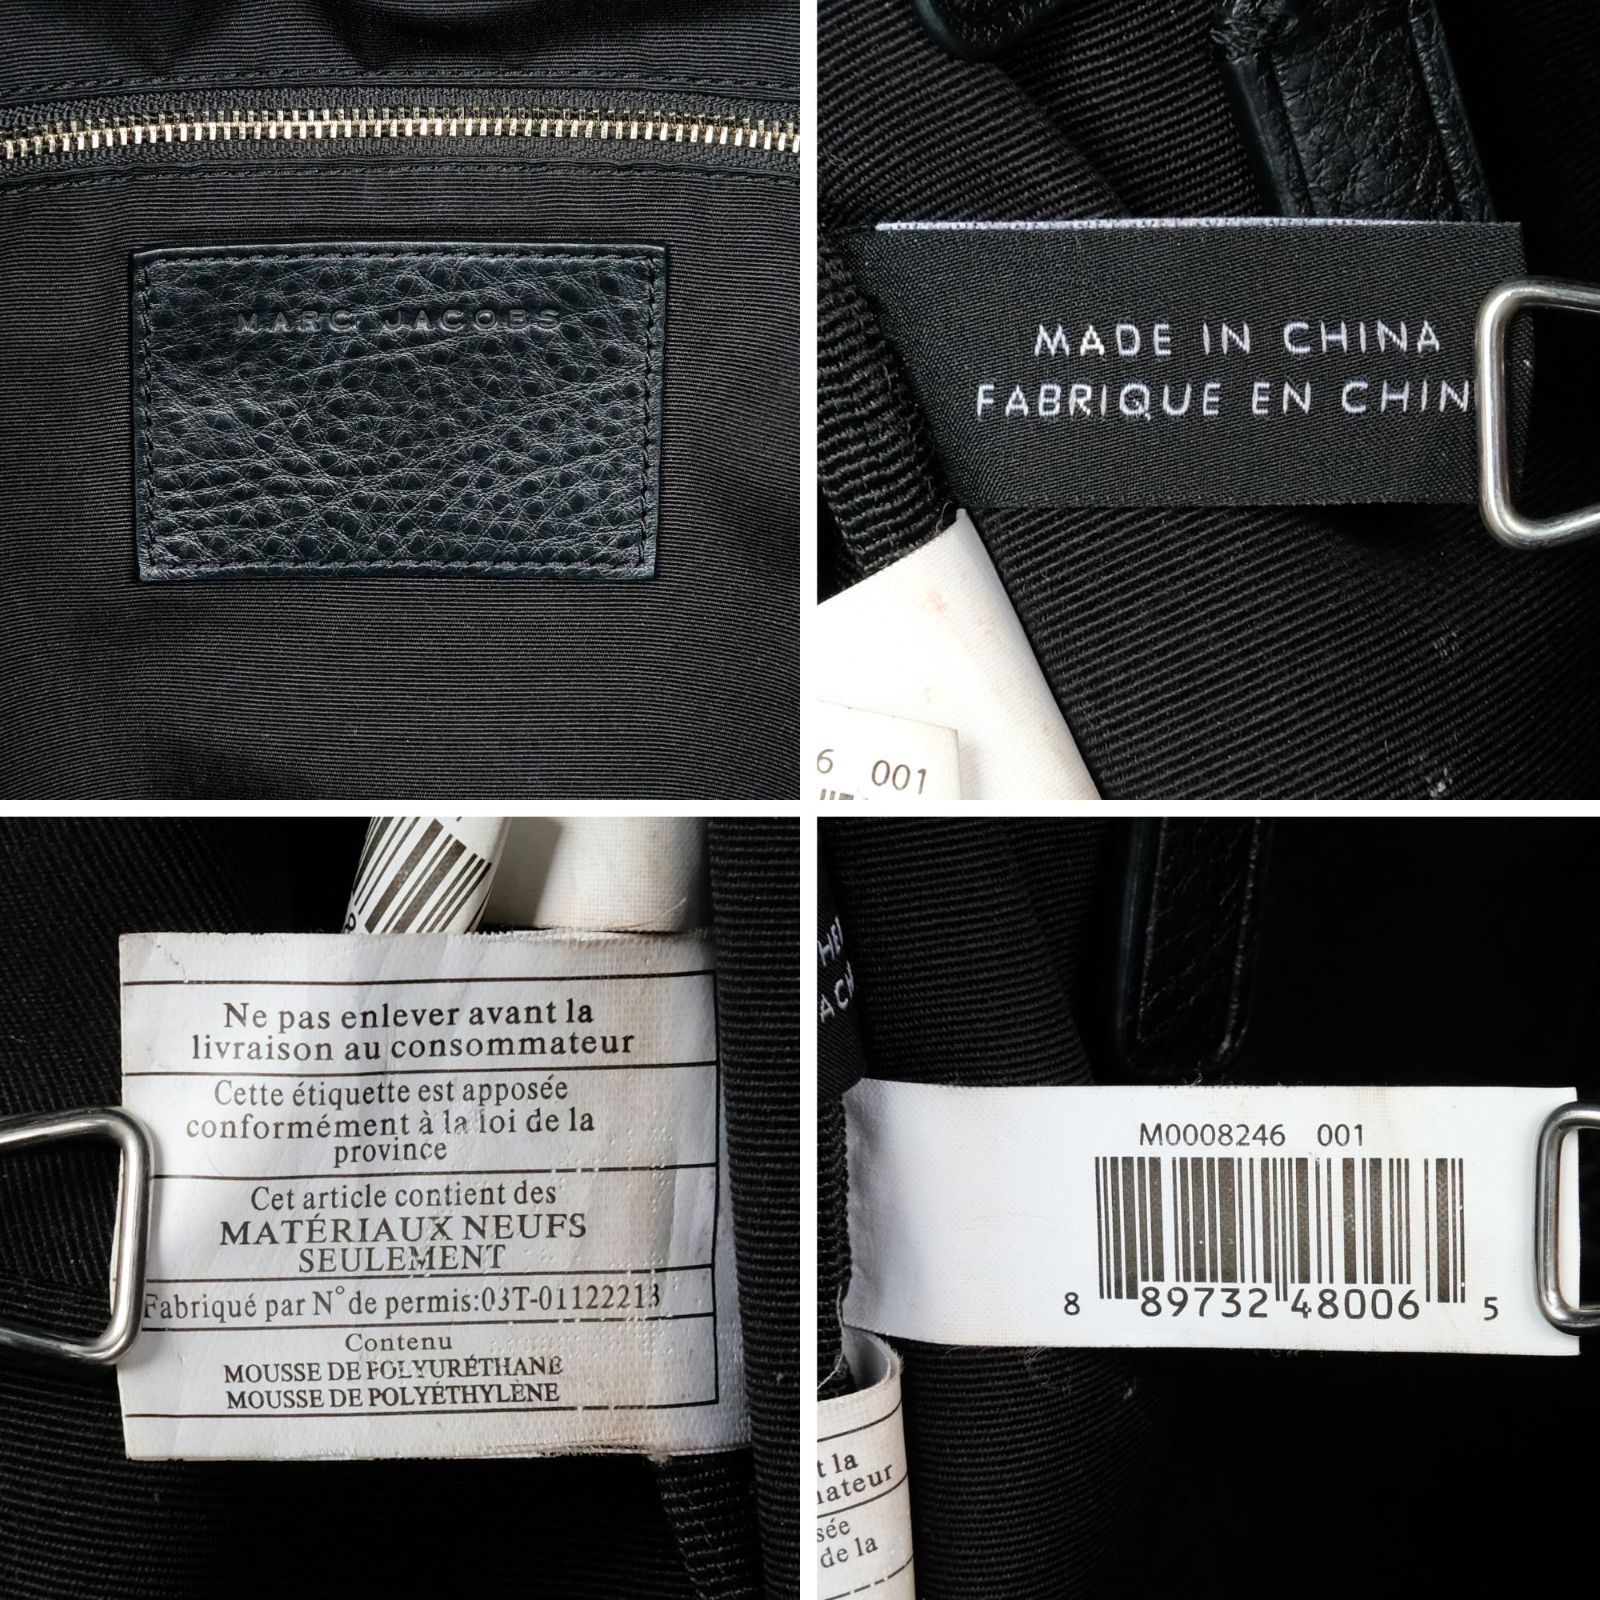 MARC JACOBS
MADE IN CHINA
FABRIQUE EN CHIN
6 001
Ne pas enlever avant la
livraison au consommateur
Cette étiquette est apposée
conformément à la loi de la
province
Cet article contient des
MATÉRIAUX NEUFS
SEULEMENT
Fabriqué par N° de permis:03T-01122213
Contenu
MOUSSE DE POLYURÉTHANE
MOUSSE DE POLYÉTHYLÈNE
M0008246 001
8 89732 48006 5
t la
ateur
sée
de la